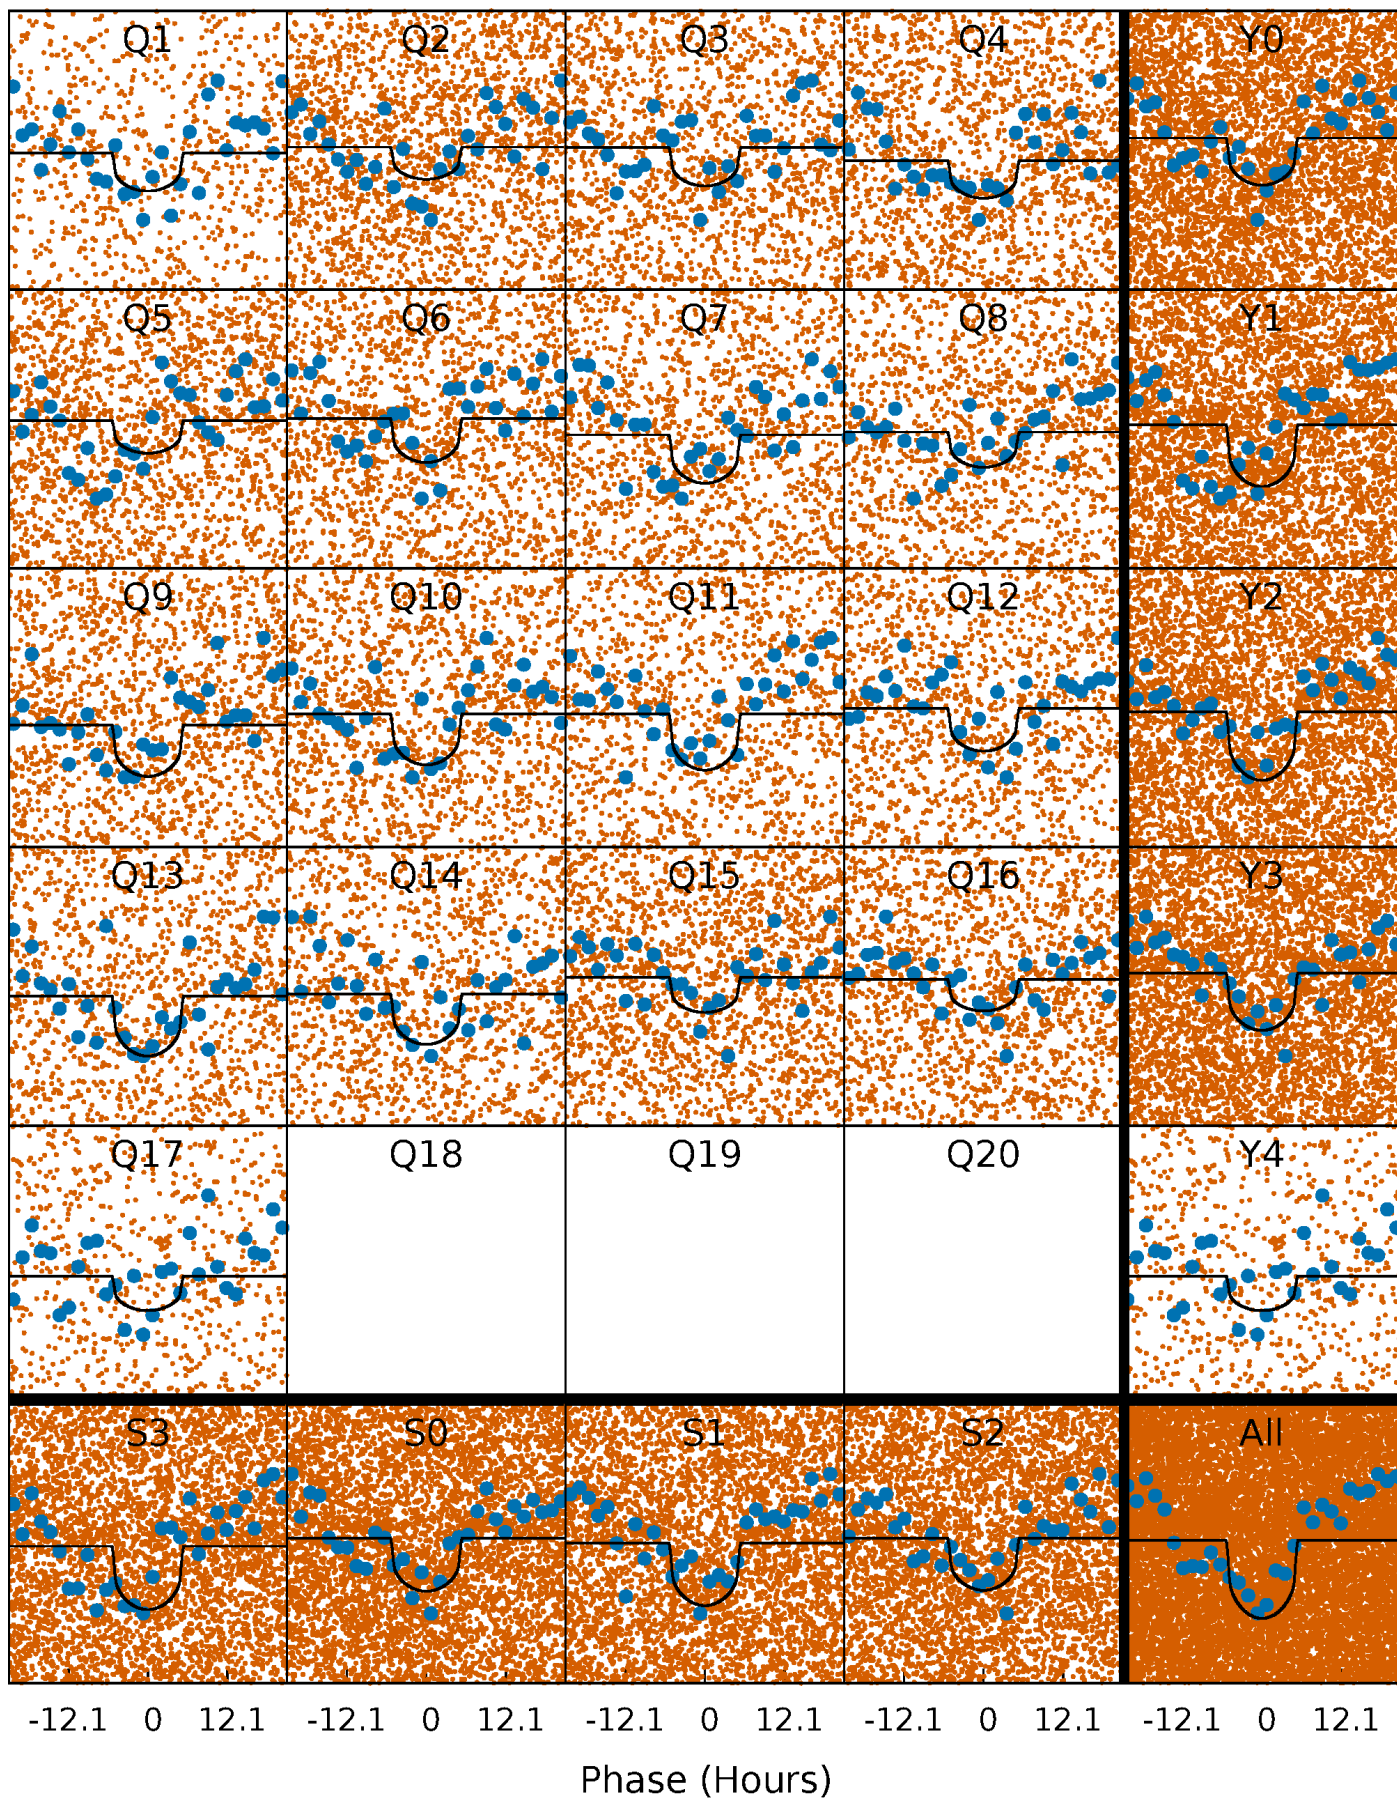 Q1 Q2 Q3 Q4 Y0
Q5 Q6 Q7 Q8 Y1
Q9 Q10 Q11 Q12 Y2
Q13 Q14 Q15 Q16 Y3
Q17 Q18 Q19 Q20 Y4
S3 S0 S1 S2 All
-12.1 0 12.1 -12.1 0 12.1 -12.1 0 12.1 -12.1 0 12.1 -12.1 0 12.1
Phase (Hours)